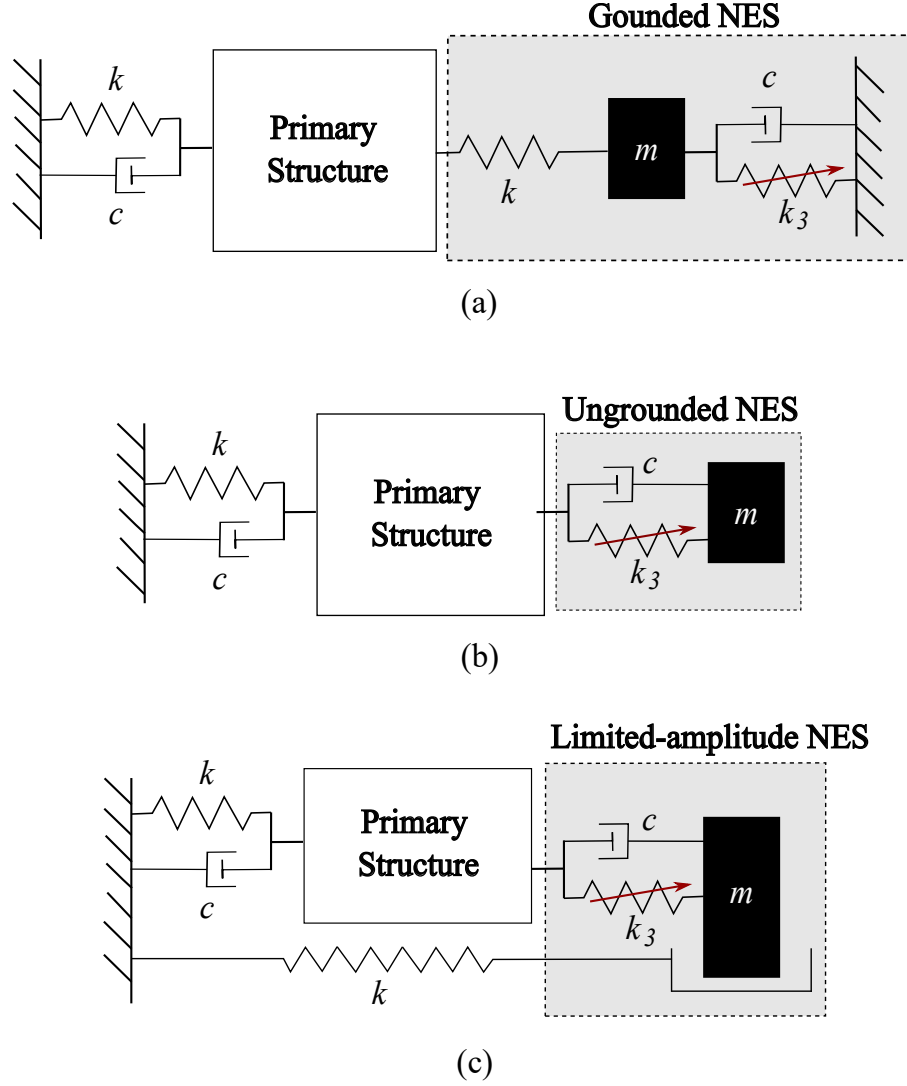 Gounded NES
k
c
Primary
Structure
k
m
c
k3
(a)
Ungrounded NES
k
c
Primary
Structure
c
k3
m
(b)
Limited-amplitude NES
k
c
Primary
Structure
c
k3
m
k
(c)